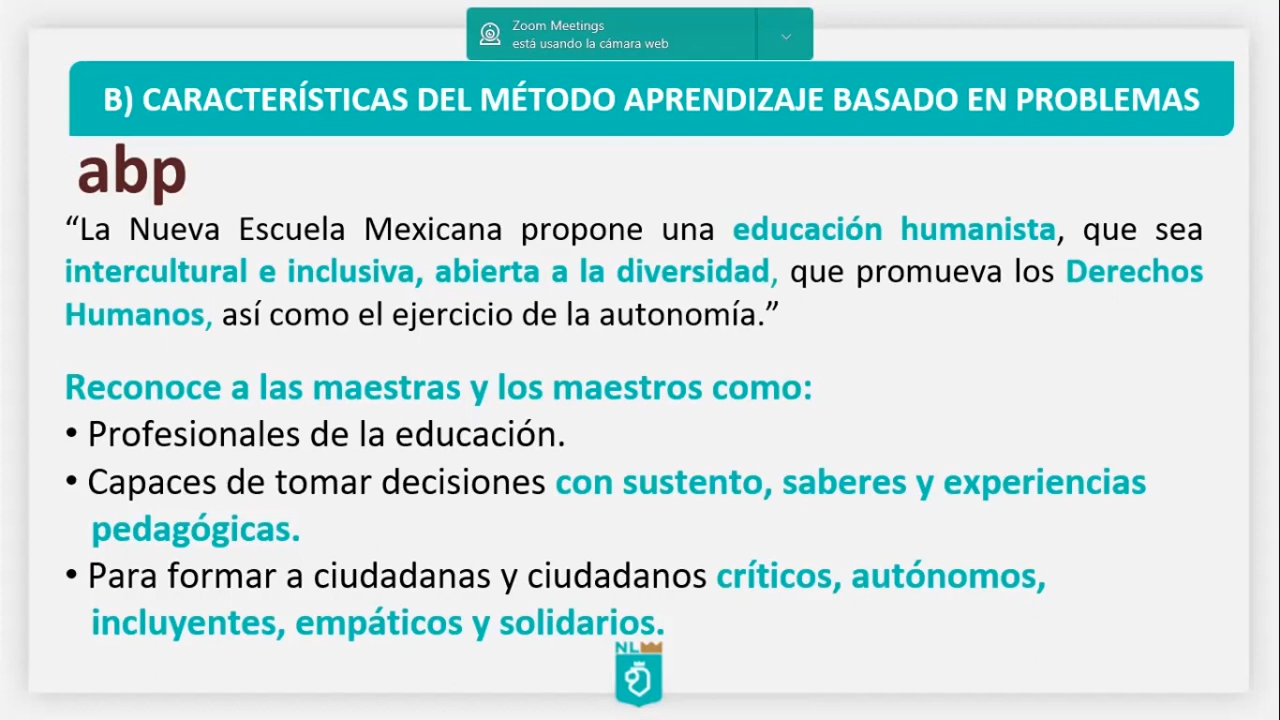 Zoom Meetings
está usando la cámara web
B) CARACTERÍSTICAS DEL MÉTODO APRENDIZAJE BASADO EN PROBLEMAS
abp
“La Nueva Escuela Mexicana propone una educación humanista, que sea
intercultural e inclusiva, abierta a la diversidad, que promueva los Derechos
Humanos, así como el ejercicio de la autonomía.”
Reconoce a las maestras y los maestros como:
• Profesionales de la educación.
• Capaces de tomar decisiones con sustento, saberes y experiencias
pedagógicas.
• Para formar a ciudadanas y ciudadanos críticos, autónomos,
incluyentes, empáticos y solidarios.
NL